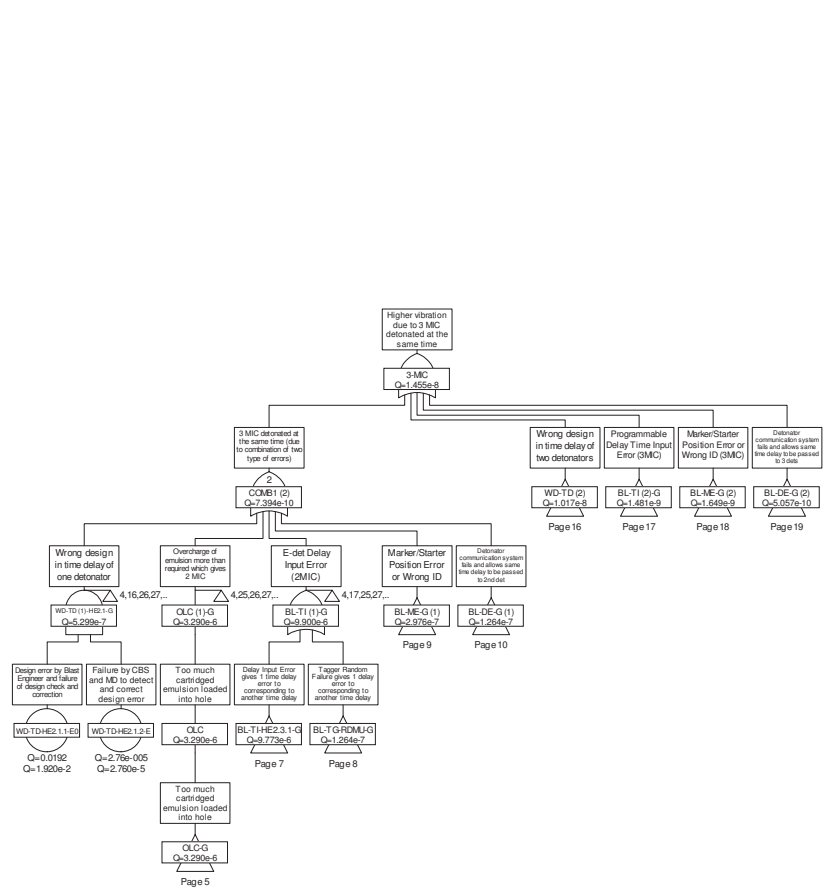 Higher vibration
due to 3 MIC
detonated at the
same time
3-MIC
Q=1.455e-8
3 MIC detonated at
the same time (due
to combination of two
type of errors)
2
COMB1 (2)
Q=7.394e-10
Wrong design
in time delay of
two detonators
WD-TD (2)
Q=1.017e-8
Page 16
Programmable
Delay Time Input
Error (3MIC)
BL-TI (2)-G
Q=1.481e-9
Page 17
Marker/Starter
Position Error or
Wrong ID (3MIC)
BL-ME-G (2)
Q=1.649e-9
Page 18
Detonator
communication system
fails and allows same
time delay to be passed
to 3 dets
BL-DE-G (2)
Q=5.057e-10
Page 19
Wrong design
in time delay of
one detonator
4,16,26,27,..
WD-TD (1)-HE2.1-G
Q=5.299e-7
Overcharge of
emulsion more than
required which gives
2 MIC
4,25,26,27,..
OLC (1)-G
Q=3.290e-6
E-det Delay
Input Error
(2MIC)
4,17,25,27,..
BL-TI (1)-G
Q=9.900e-6
Marker/Starter
Position Error
or Wrong ID
BL-ME-G (1)
Q=2.976e-7
Page 9
Detonator
communication system
fails and allows same
time delay to be passed
to 2nd det
BL-DE-G (1)
Q=1.264e-7
Page 10
Design error by Blast
Engineer and failure
of design check and
correction
WD-TD-HE2.1.1-E0
Q=0.0192
Q=1.920e-2
Failure by CBS
and MD to detect
and correct
design error
WD-TD-HE2.1.2-E
Q=2.76e-005
Q=2.760e-5
Too much
cartridged
emulsion loaded
into hole
OLC
Q=3.290e-6
Delay Input Error
gives 1 time delay
error to
corresponding to
another time delay
BL-TI-HE2.3.1-G
Q=9.773e-6
Page 7
Tagger Random
Failure gives 1 delay
error to
corresponding to
another time delay
BL-TG-RDMU-G
Q=1.264e-7
Page 8
Too much
cartridged
emulsion loaded
into hole
OLC-G
Q=3.290e-6
Page 5